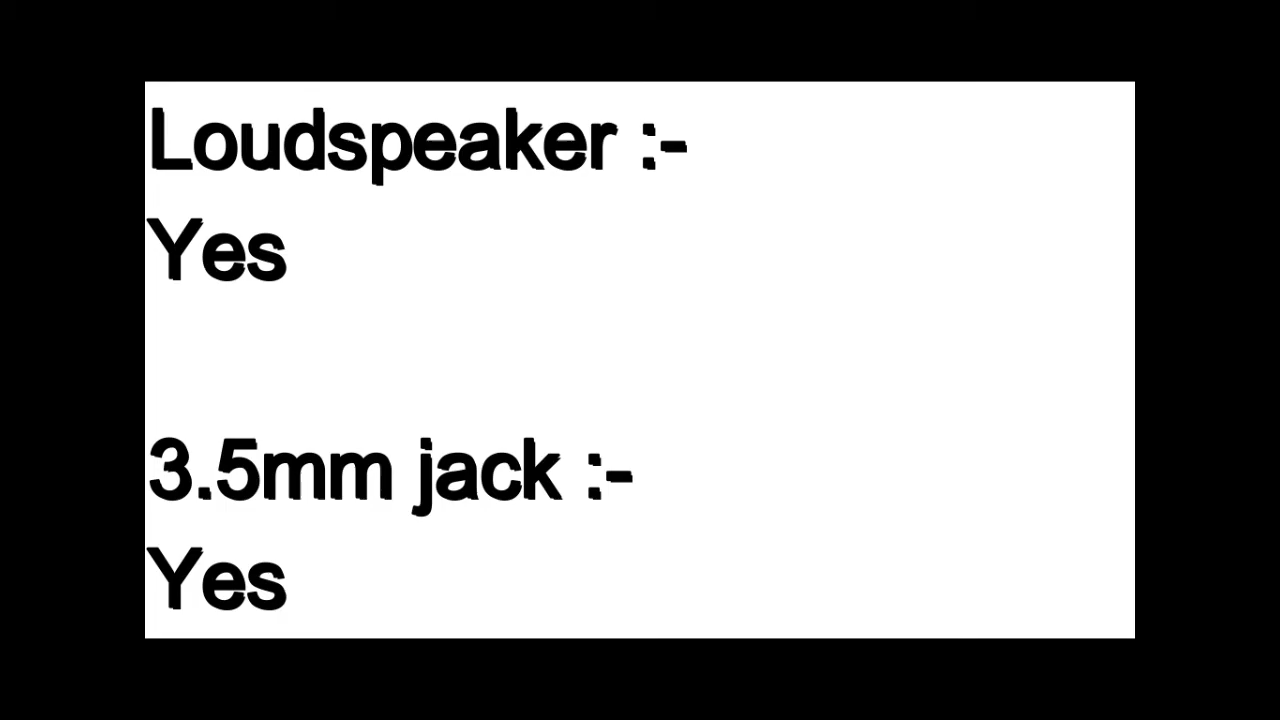 Loudspeaker :-
Yes
3.5mm jack :-
Yes